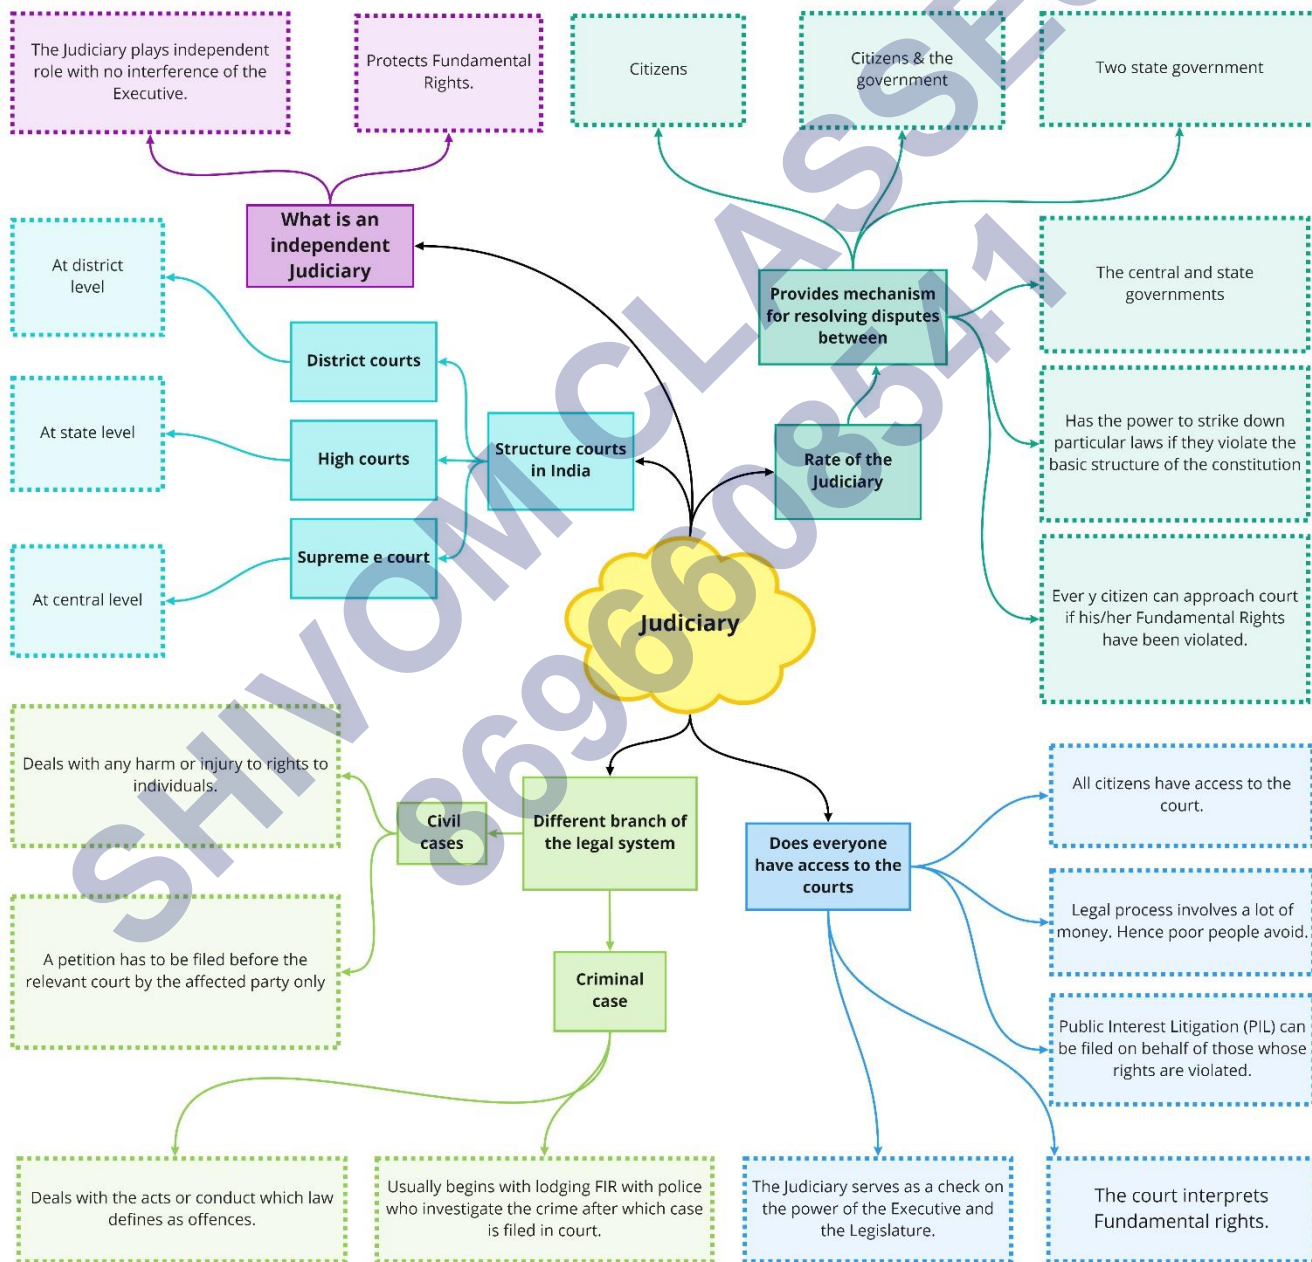 The Judiciary plays independent
role with no interference of the
Executive.
Protects Fundamental
Rights.
Citizens
Citizens & the
government
Two state government
What is an
independent
Judiciary
At district
level
District courts
At state level
High courts
Structure courts
in India
Supreme e court
At central level
Provides mechanism
for resolving disputes
between
The central and state
governments
Rate of the
Judiciary
Has the power to strike down
particular laws if they violate the
basic structure of the constitution
Ever y citizen can approach court
if his/her Fundamental Rights
have been violated.
Judiciary
Deals with any harm or injury to rights to
individuals.
Civil
cases
Different branch of
the legal system
A petition has to be filed before the
relevant court by the affected party only
Criminal
case
Does everyone
have access to the
courts
All citizens have access to the
court.
Legal process involves a lot of
money. Hence poor people avoid.
Public Interest Litigation (PIL) can
be filed on behalf of those whose
rights are violated.
Deals with the acts or conduct which law
defines as offences.
Usually begins with lodging FIR with police
who investigate the crime after which case
is filed in court.
The Judiciary serves as a check on
the power of the Executive and
the Legislature.
The court interprets
Fundamental rights.
SHIVOM CLASSES
8696608541